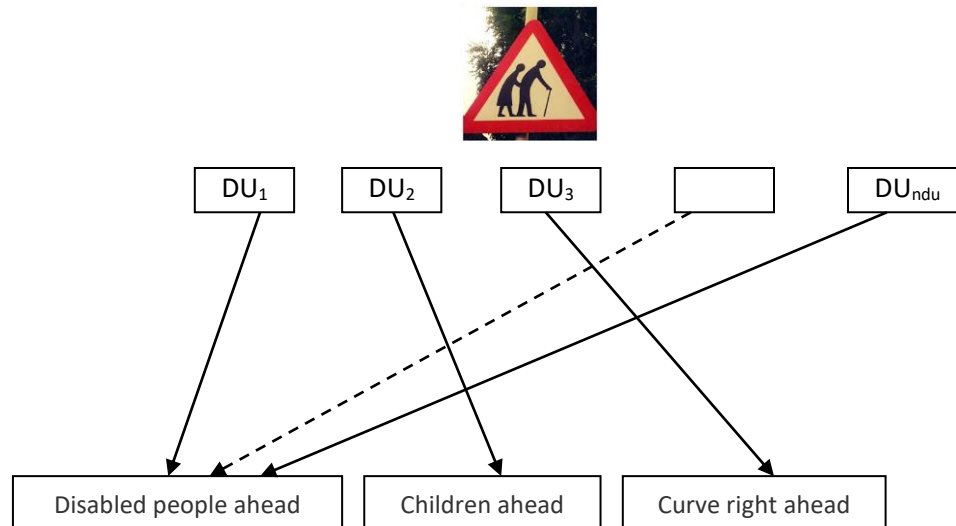 DU₁ DU₂ DU₃ DUₙdᵤ
Disabled people ahead Children ahead Curve right ahead